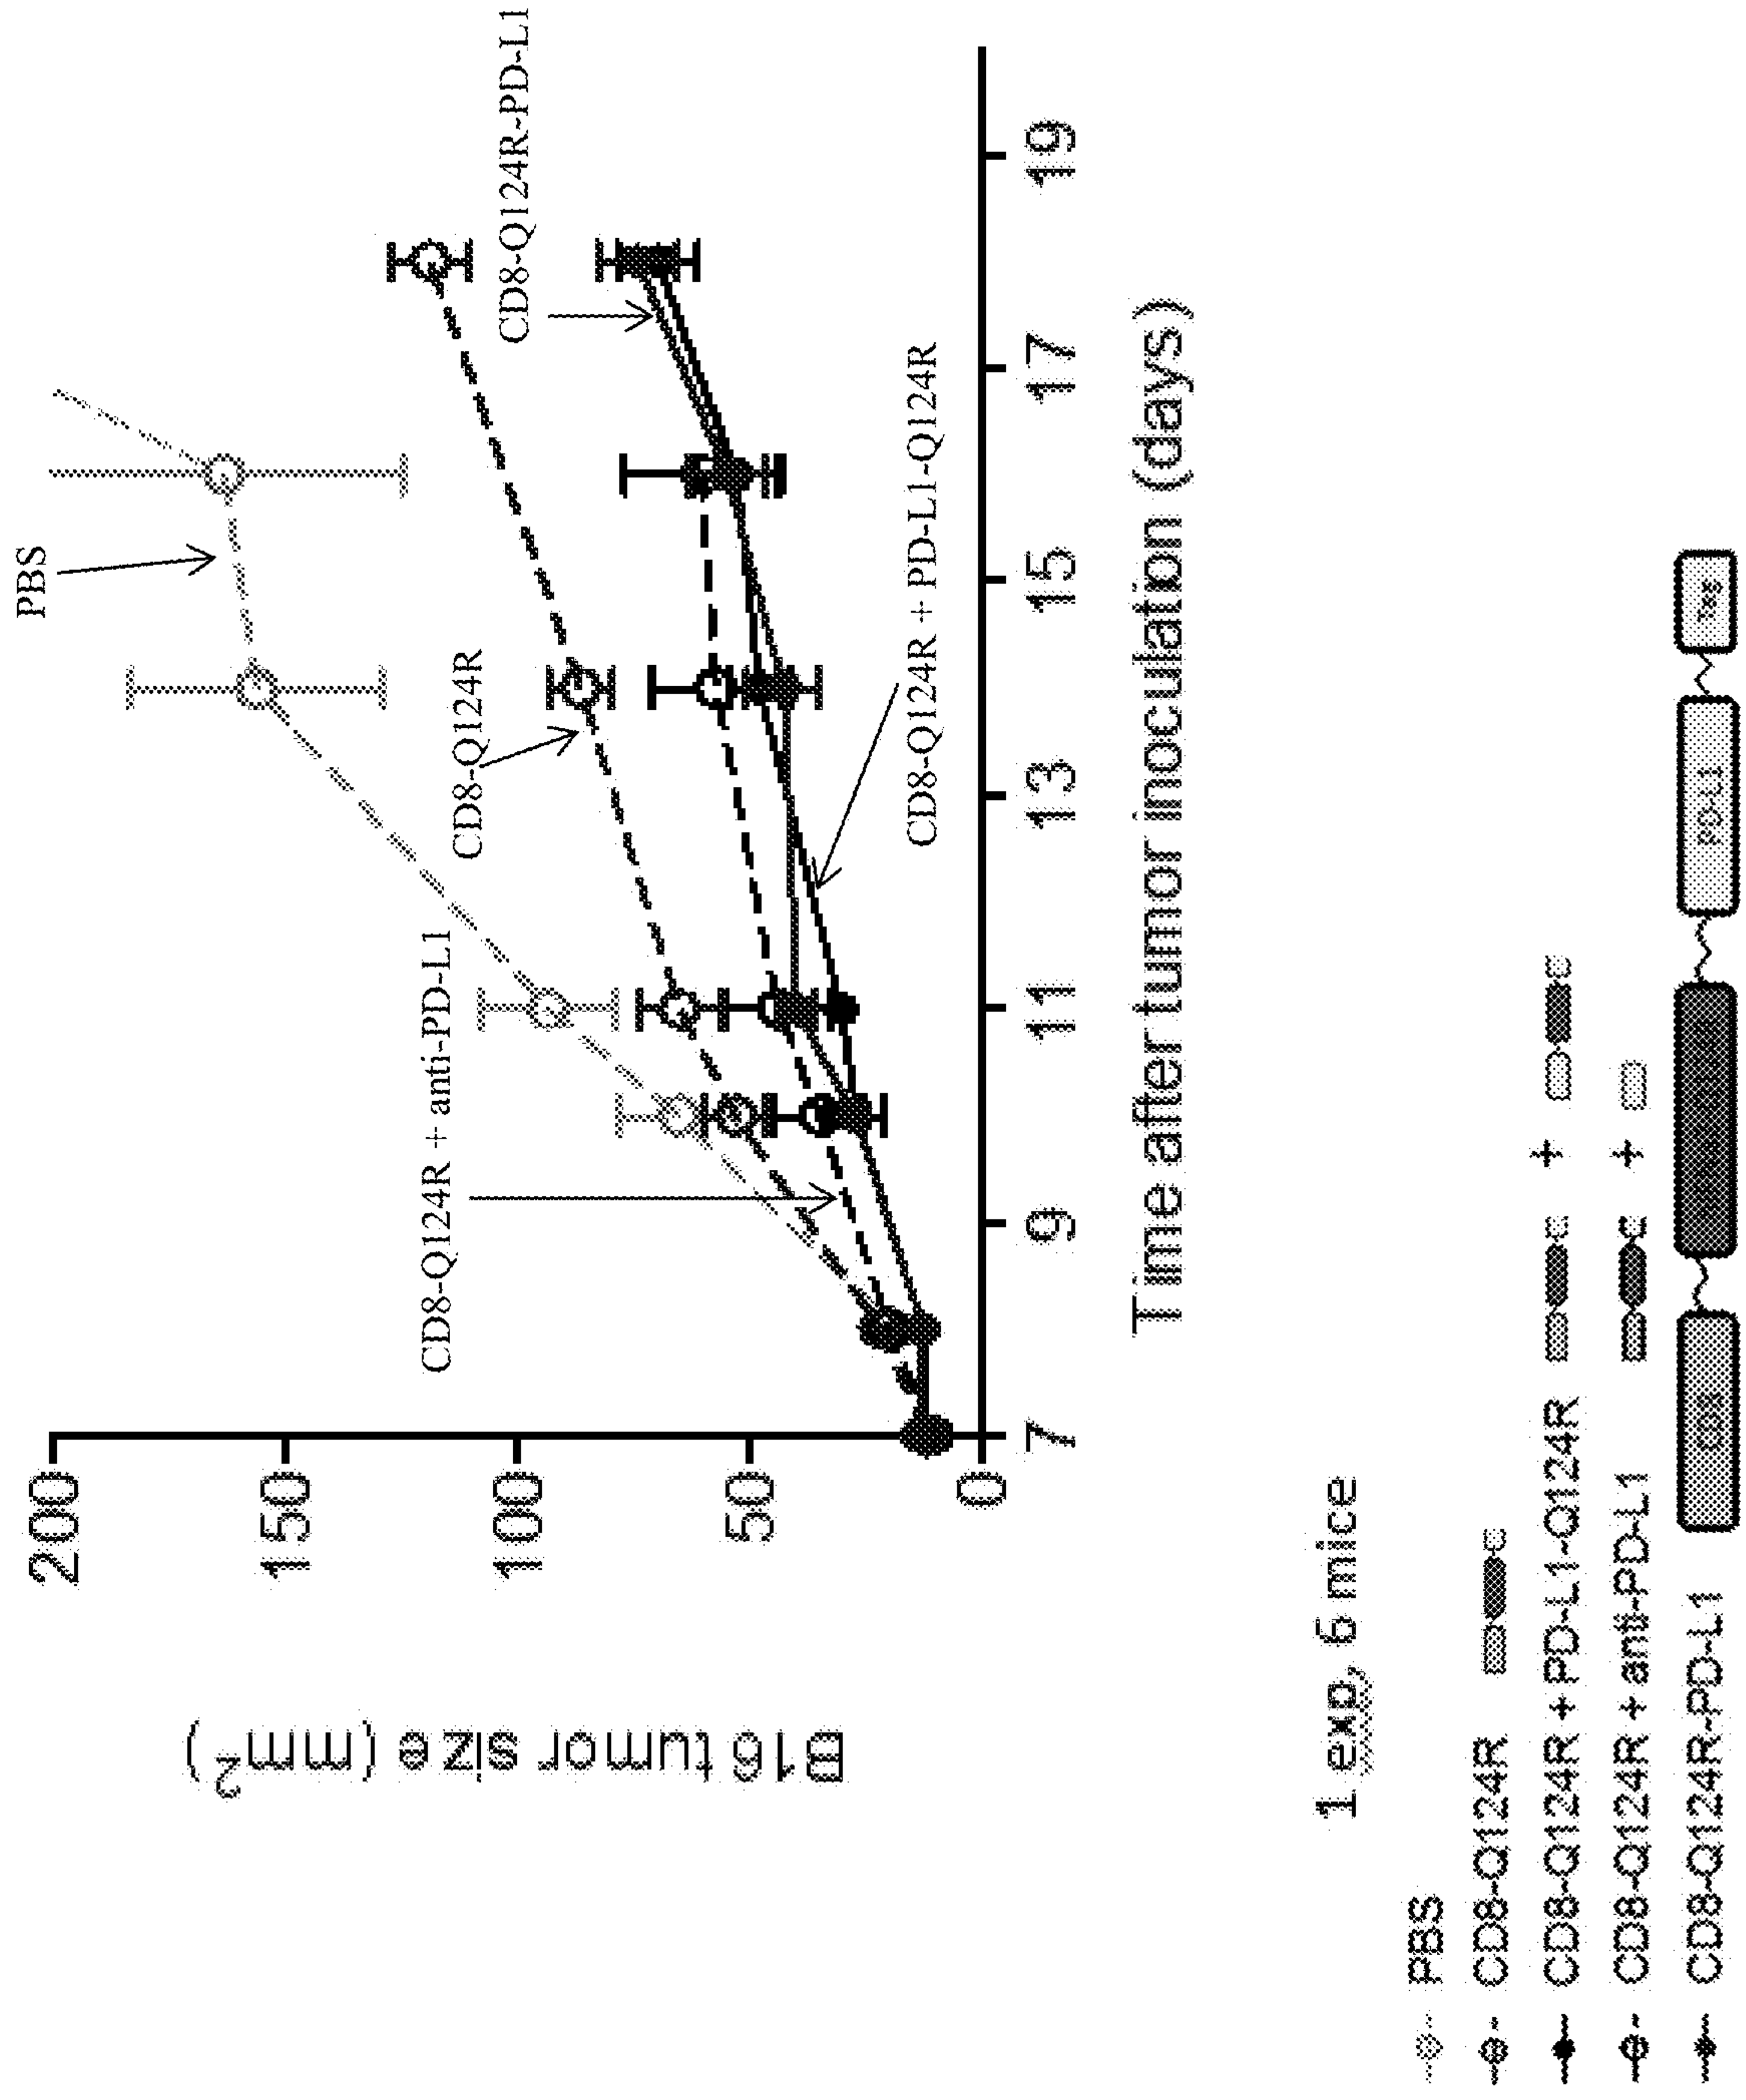 B16 tumor size (mm2)
200
150
100
50
0
PBS
CD8-Q124R
CD8-Q124R + anti-PD-L1
CD8-Q124R-PD-L1
CD8-Q124R + PD-L1-Q124R
7
9
11
13
15
17
19
Time after tumor inoculation (days)
1 exp, 6 mice
PBS
CD8-Q124R
CD8-Q124R + PD-L1-Q124R +
CD8-Q124R + anti-PD-L1 +
CD8-Q124R-PD-L1 CD8 PD-L1 Tag